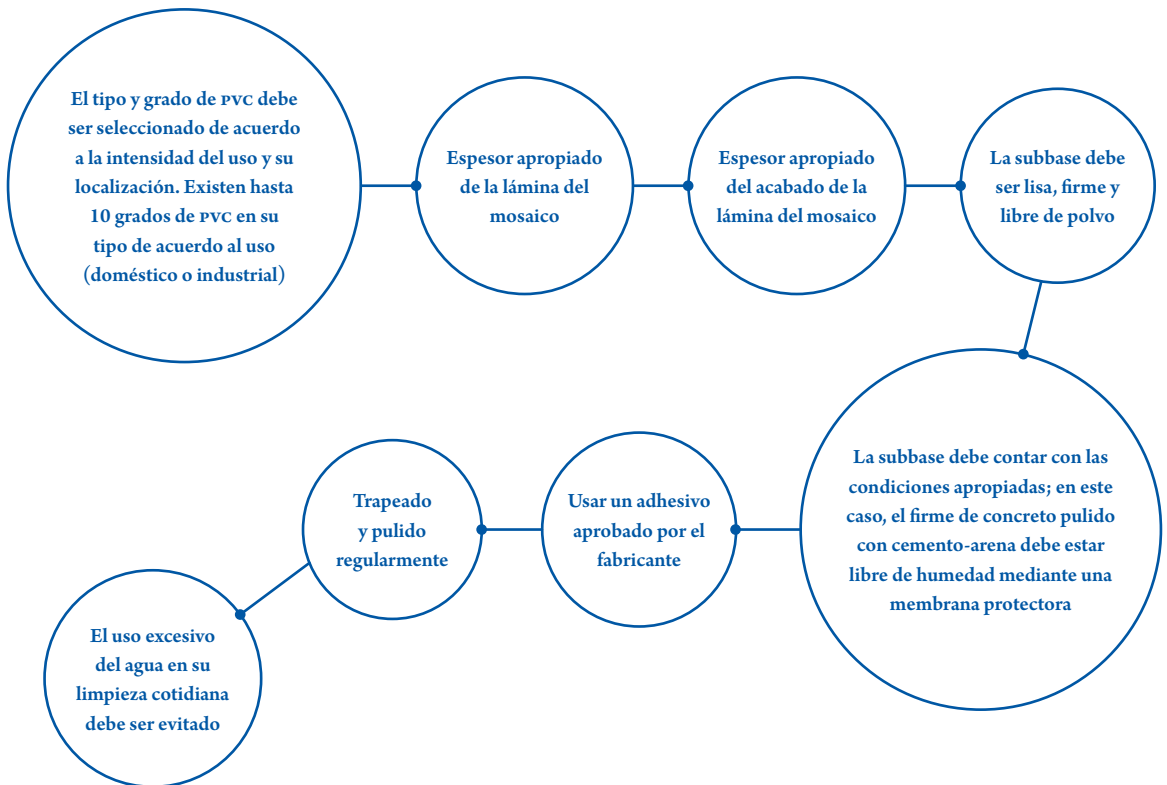 El tipo y grado de PVC debe
ser seleccionado de acuerdo
a la intensidad del uso y su
localización. Existen hasta
10 grados de PVC en su
tipo de acuerdo al uso
(doméstico o industrial)
Espesor apropiado
de la lámina del
mosaico
Espesor apropiado
del acabado de la
lámina del mosaico
La subbase debe
ser lisa, firme y
libre de polvo
La subbase debe contar con las
condiciones apropiadas; en este
caso, el firme de concreto pulido
con cemento-arena debe estar
libre de humedad mediante una
membrana protectora
Usar un adhesivo
aprobado por el
fabricante
Trapeado
y pulido
regularmente
El uso excesivo
del agua en su
limpieza cotidiana
debe ser evitado